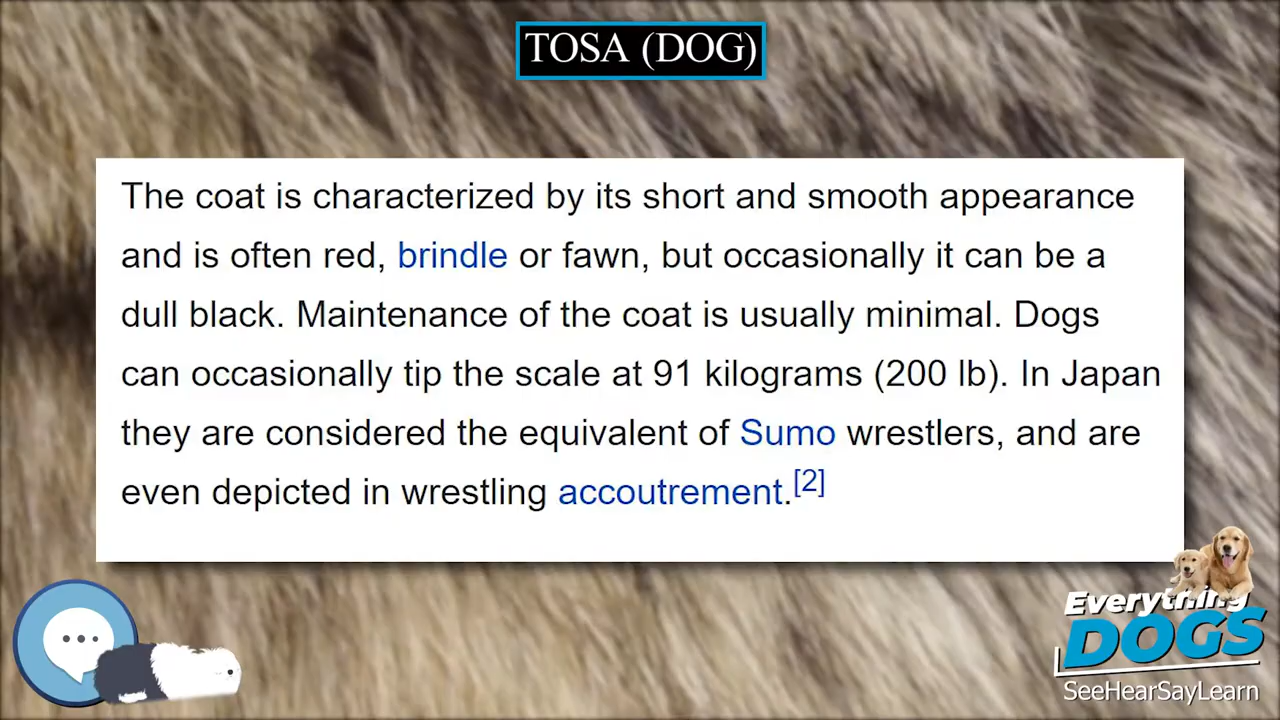 TOSA (DOG)
The coat is characterized by its short and smooth appearance
and is often red, brindle or fawn, but occasionally it can be a
dull black. Maintenance of the coat is usually minimal. Dogs
can occasionally tip the scale at 91 kilograms (200 lb). In Japan
they are considered the equivalent of Sumo wrestlers, and are
even depicted in wrestling accoutrement.[2]
Everything
DOGS
SeeHearSayLearn